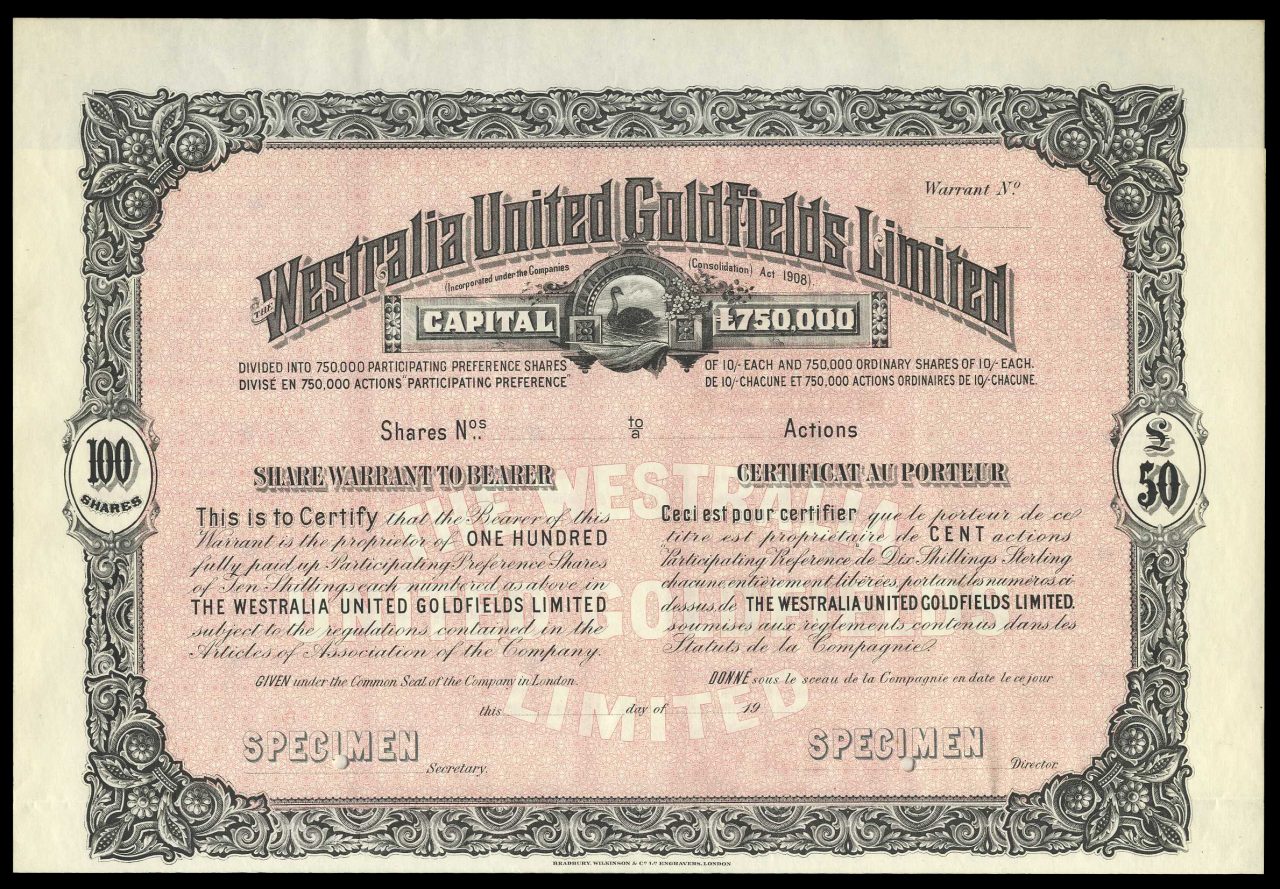 Warrant Nº.
THE Westralia United Goldfields Limited
(Incorporated under the Companies (Consolidation) Act 1908).
CAPITAL £750,000
DIVIDED INTO 750,000 PARTICIPATING PREFERENCE SHARES OF 10/- EACH AND 750,000 ORDINARY SHARES OF 10/- EACH.
DIVISÉ EN 750,000 ACTIONS "PARTICIPATING PREFERENCE" DE 10/- CHACUNE ET 750,000 ACTIONS ORDINAIRES DE 10/- CHACUNE.
Shares Nºs. to/a Actions
100
SHARES
£
50
SHARE WARRANT TO BEARER
This is to Certify that the Bearer of this
Warrant is the proprietor of ONE HUNDRED
fully paid up Participating Preference Shares
of Ten Shillings each numbered as above in
THE WESTRALIA UNITED GOLDFIELDS LIMITED
subject to the regulations contained in the
Articles of Association of the Company.
GIVEN under the Common Seal of the Company in London.
CERTIFICAT AU PORTEUR
Ceci est pour certifier que le porteur de ce
titre est propriétaire de CENT actions
Participating Preference de Dix Shillings Sterling
chacune, entièrement libérées, portant les numéros ci
dessus, de THE WESTRALIA UNITED GOLDFIELDS LIMITED.
soumises aux règlements contenus dans les
Statuts de la Compagnie.
DONNÉ sous le sceau de la Compagnie en date le ce jour
this day of 19
THE WESTRALIA
UNITED GOLDFIELDS
LIMITED
SPECIMEN Secretary.
SPECIMEN Director.
BRADBURY, WILKINSON & Cº Lᴅ ENGRAVERS, LONDON